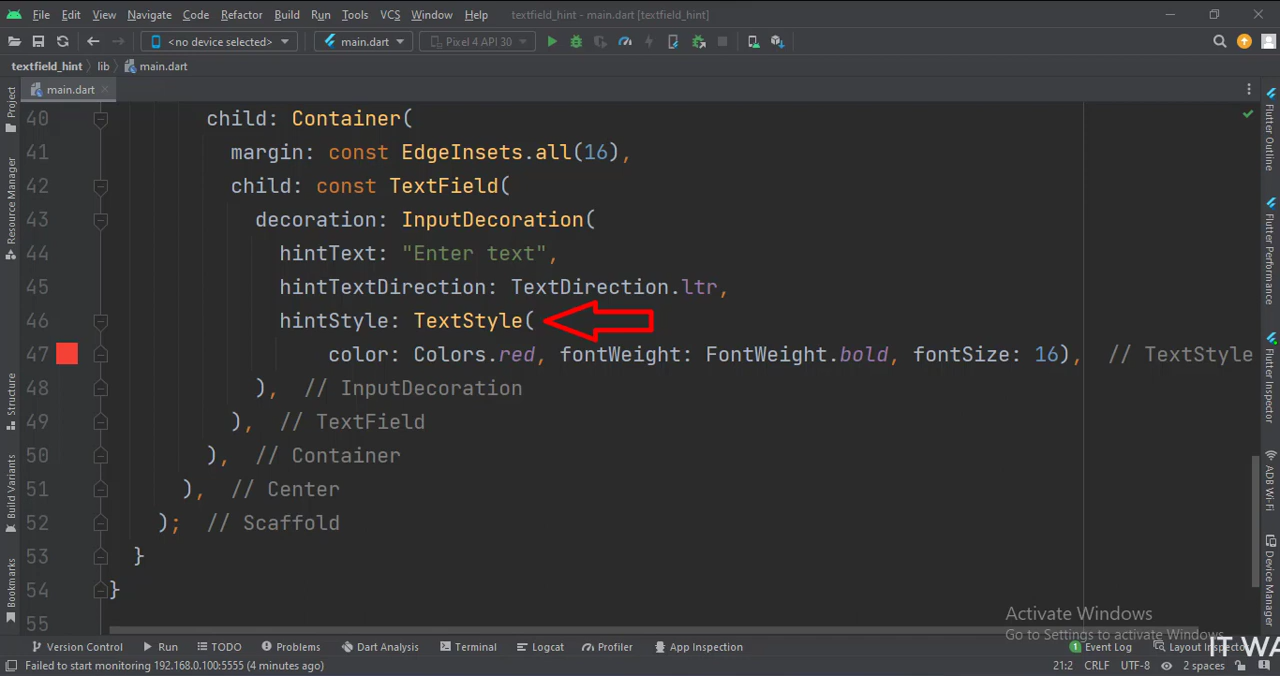 File Edit View Navigate Code Refactor Build Run Tools VCS Window Help textfield_hint - main.dart [textfield_hint]
<no device selected> main.dart Pixel 4 API 30
textfield_hint lib main.dart
main.dart
40 child: Container(
41 margin: const EdgeInsets.all(16),
42 child: const TextField(
43 decoration: InputDecoration(
44 hintText: "Enter text",
45 hintTextDirection: TextDirection.ltr,
46 hintStyle: TextStyle(
47 color: Colors.red, fontWeight: FontWeight.bold, fontSize: 16), // TextStyle
48 ), // InputDecoration
49 ), // TextField
50 ), // Container
51 ), // Center
52 ); // Scaffold
53 }
54 }
55
Project
Resource Manager
Structure
Build Variants
Bookmarks
Flutter Outline
Flutter Performance
Flutter Inspector
ADB Wi-Fi
Device Manager
Activate Windows
Go to Settings to activate Windows.
Version Control Run TODO Problems Dart Analysis Terminal Logcat Profiler App Inspection 1 Event Log Layout Inspector
IT WA
Failed to start monitoring 192.168.0.100:5555 (4 minutes ago) 21:2 CRLF UTF-8 2 spaces